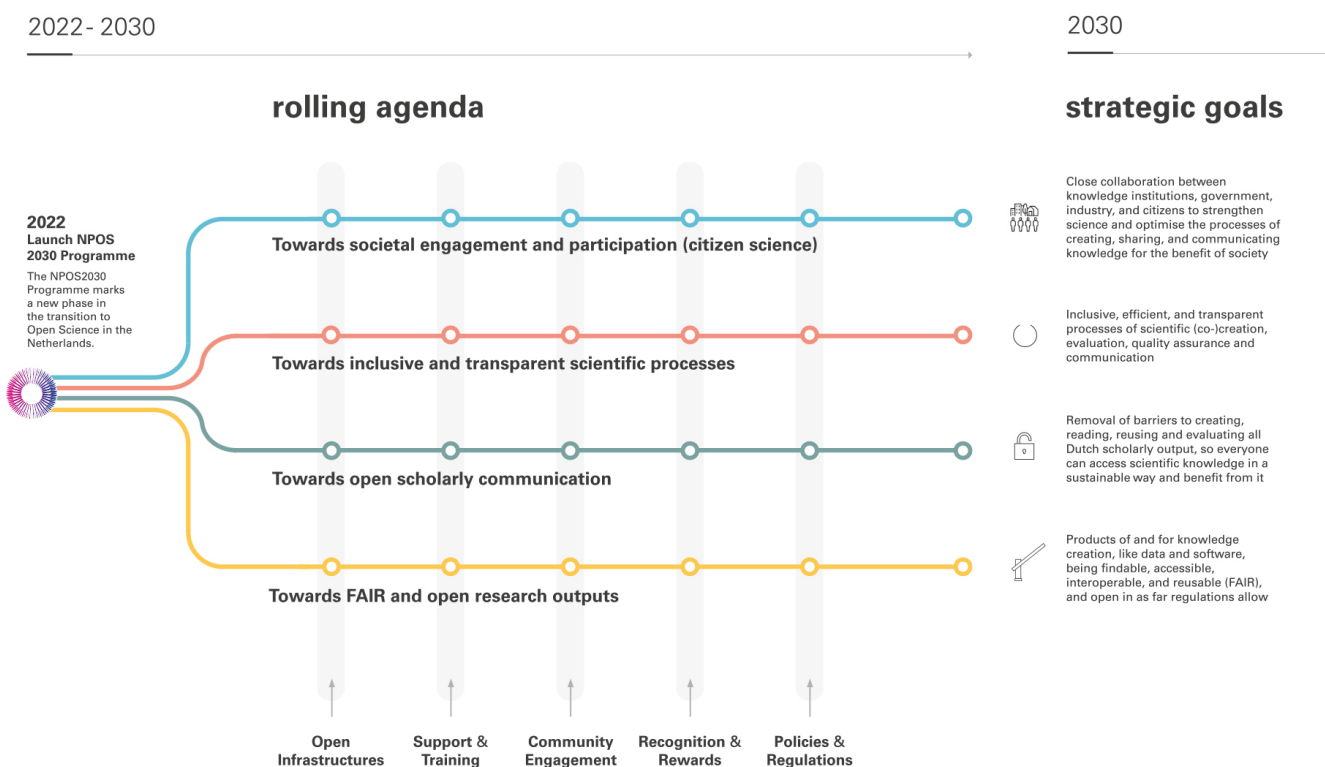 2022 - 2030
2030
rolling agenda
strategic goals
2022
Launch NPOS
2030 Programme
The NPOS2030
Programme marks
a new phase in
the transition to
Open Science in the
Netherlands.
Towards societal engagement and participation (citizen science)
Close collaboration between
knowledge institutions, government,
industry, and citizens to strengthen
science and optimise the processes of
creating, sharing, and communicating
knowledge for the benefit of society
Towards inclusive and transparent scientific processes
Inclusive, efficient, and transparent
processes of scientific (co-)creation,
evaluation, quality assurance and
communication
Towards open scholarly communication
Removal of barriers to creating,
reading, reusing and evaluating all
Dutch scholarly output, so everyone
can access scientific knowledge in a
sustainable way and benefit from it
Towards FAIR and open research outputs
Products of and for knowledge
creation, like data and software,
being findable, accessible,
interoperable, and reusable (FAIR),
and open in as far regulations allow
Open
Infrastructures
Support &
Training
Community
Engagement
Recognition &
Rewards
Policies &
Regulations